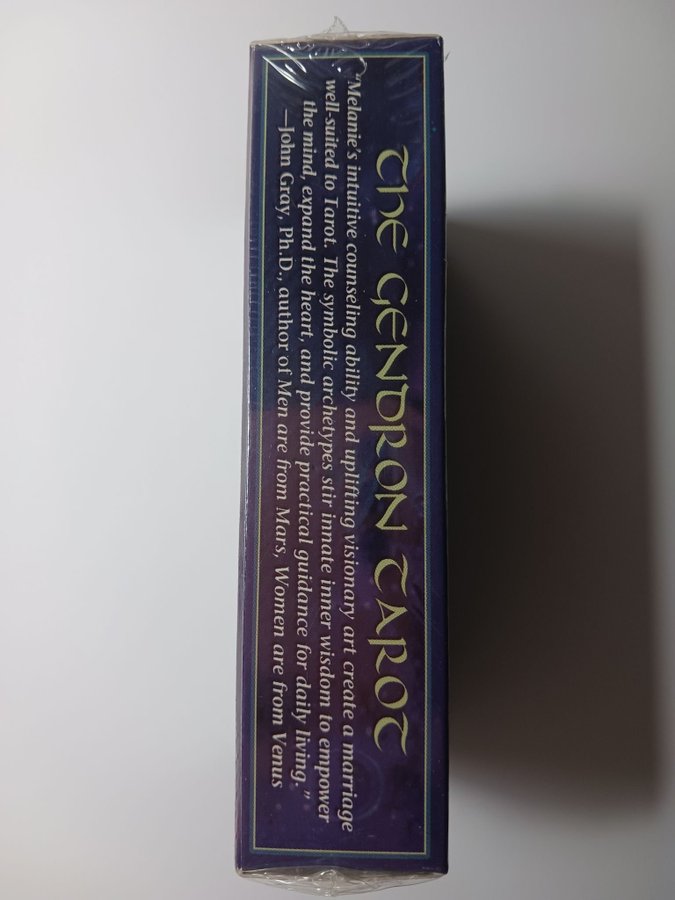 THE GENDRON TAROT
"Melanie's intuitive counseling ability and uplifting visionary art create a marriage
well-suited to Tarot. The symbolic archetypes stir innate inner wisdom to empower
the mind, expand the heart, and provide practical guidance for daily living."
—John Gray, Ph.D., author of Men are from Mars, Women are from Venus